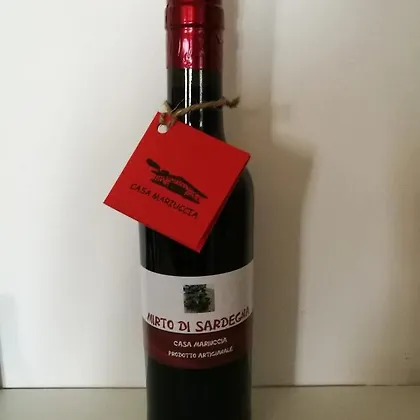 CASA MARIUCCIA
MIRTO DI SARDEGNA
CASA MARIUCCIA
PRODOTTO ARTIGIANALE